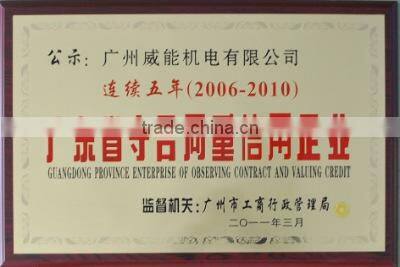 公示：广州威能机电有限公司
连续五年(2006-2010)
广东省守合同重信用企业
trade.china.cn
GUANGDONG PROVINCE ENTERPRISE OF OBSERVING CONTRACT AND VALUING CREDIT
监督机关：广州市工商行政管理局
二〇一一年三月